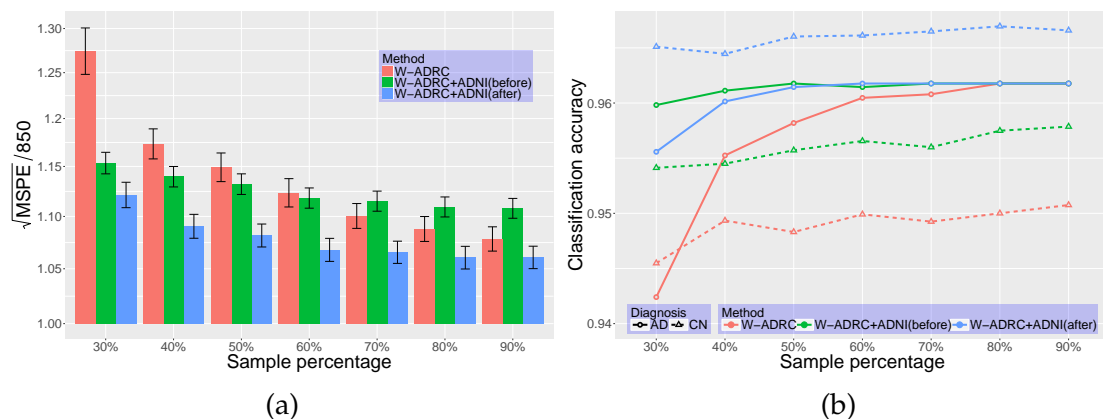 √MSPE / 850
1.30
1.25
1.20
1.15
1.10
1.05
1.00
Method
W−ADRC
W−ADRC+ADNI(before)
W−ADRC+ADNI(after)
30% 40% 50% 60% 70% 80% 90%
Sample percentage
(a)
Classification accuracy
0.96
0.95
0.94
Diagnosis
AD CN
Method
W−ADRC W−ADRC+ADNI(before) W−ADRC+ADNI(after)
30% 40% 50% 60% 70% 80% 90%
Sample percentage
(b)